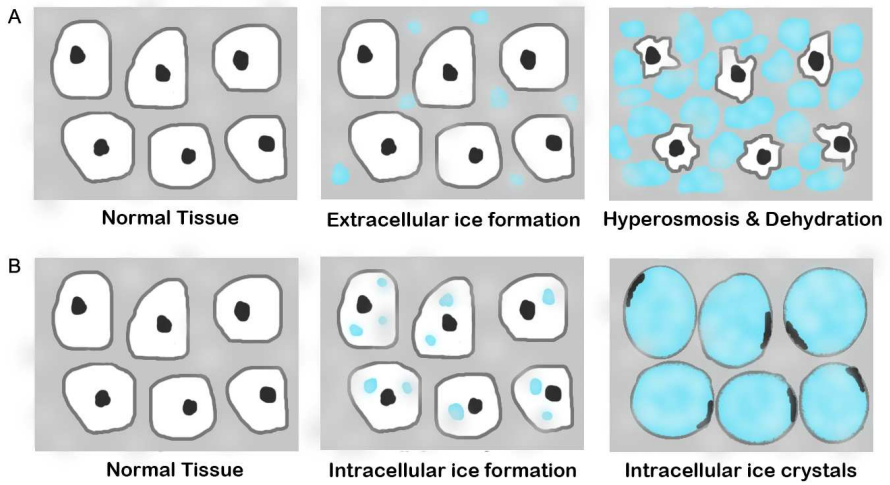 A
Normal Tissue
Extracellular ice formation
Hyperosmosis & Dehydration
B
Normal Tissue
Intracellular ice formation
Intracellular ice crystals